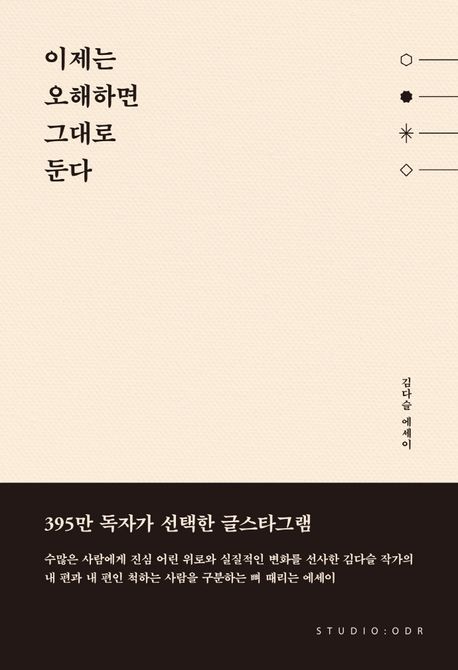 이제는
오해하면
그대로
둔다
김다슬 에세이
395만 독자가 선택한 글스타그램
수많은 사람에게 진심 어린 위로와 실질적인 변화를 선사한 김다슬 작가의
내 편과 내 편인 척하는 사람을 구분하는 뼈 때리는 에세이
STUDIO:ODR